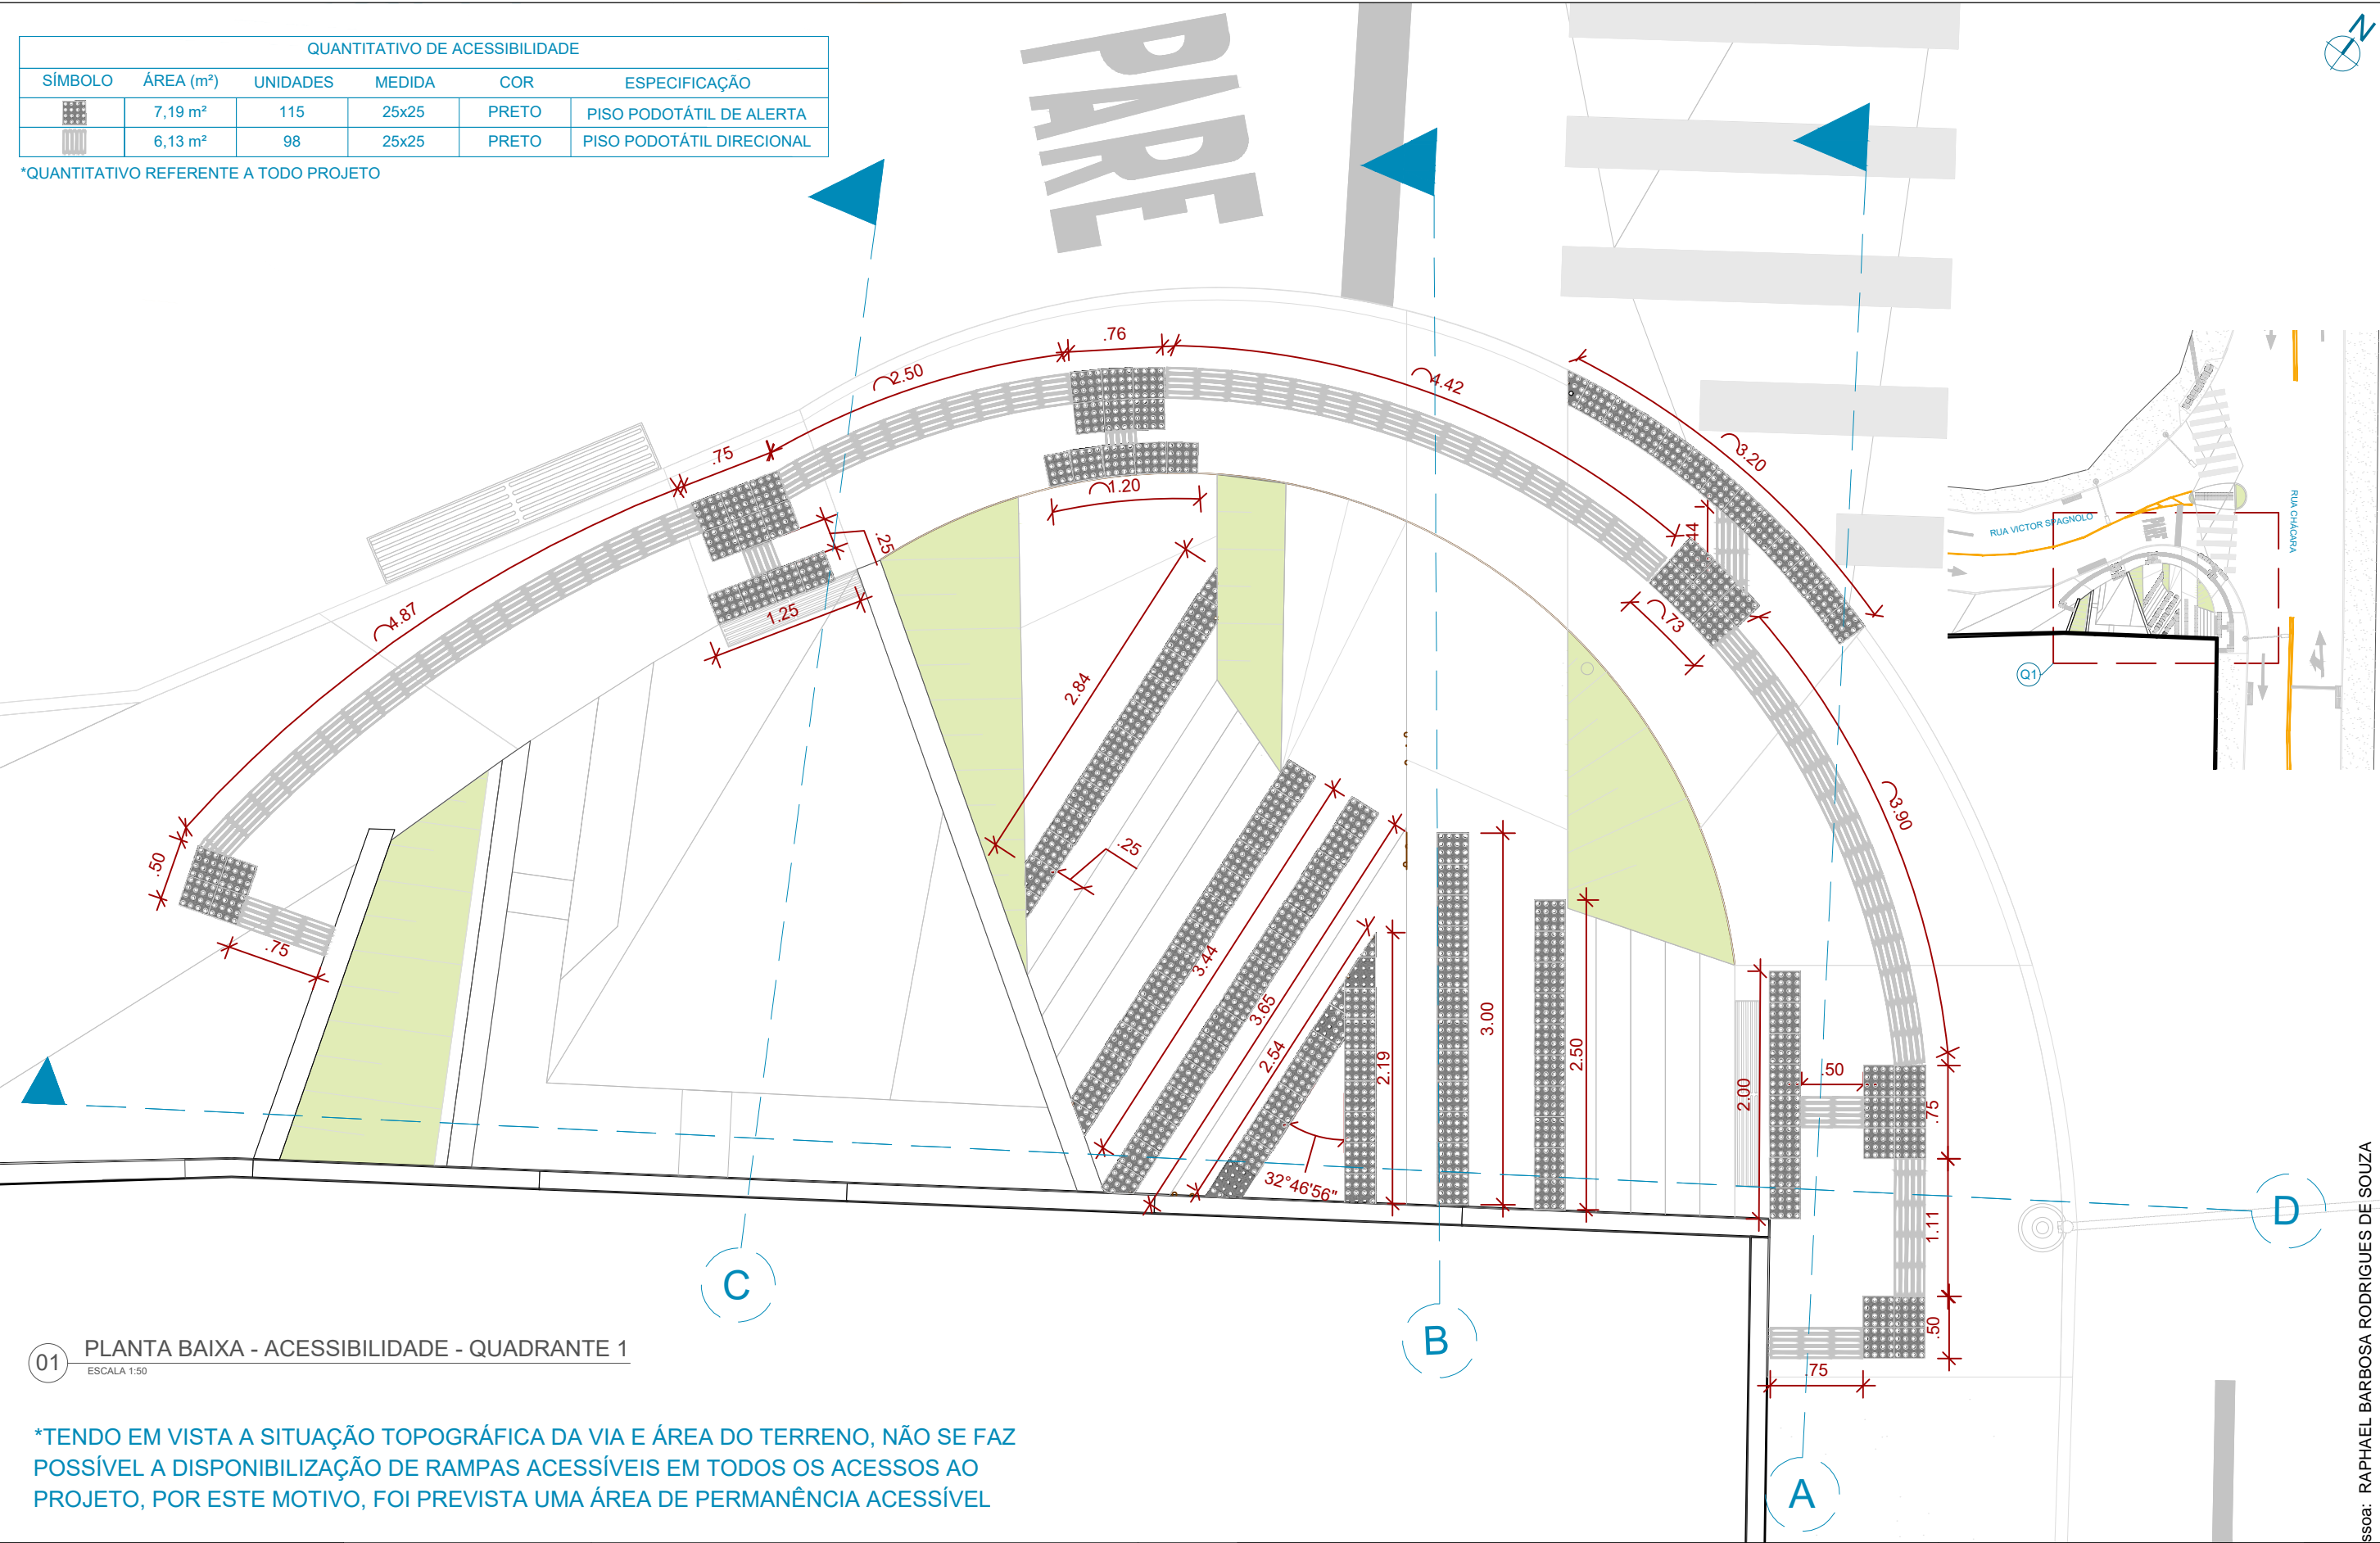 QUANTITATIVO DE ACESSIBILIDADE
SÍMBOLO ÁREA (m²) UNIDADES MEDIDA COR ESPECIFICAÇÃO
7,19 m² 115 25x25 PRETO PISO PODOTÁTIL DE ALERTA
6,13 m² 98 25x25 PRETO PISO PODOTÁTIL DIRECIONAL
*QUANTITATIVO REFERENTE A TODO PROJETO
PARE
N
.76
2.50
4.42
.75
3.20
1.20
.44
.25
1.25
4.87
.73
2.84
3.90
.25
.50
.75
3.44
3.65
2.54
2.19
3.00
2.50
2.00
.50
.75
32°46'56"
1.11
.50
.75
RUA VICTOR SPAGNOLO
RUA CHÁCARA
PARE
Q1
C
B
A
D
01
PLANTA BAIXA - ACESSIBILIDADE - QUADRANTE 1
ESCALA 1:50
*TENDO EM VISTA A SITUAÇÃO TOPOGRÁFICA DA VIA E ÁREA DO TERRENO, NÃO SE FAZ
POSSÍVEL A DISPONIBILIZAÇÃO DE RAMPAS ACESSÍVEIS EM TODOS OS ACESSOS AO
PROJETO, POR ESTE MOTIVO, FOI PREVISTA UMA ÁREA DE PERMANÊNCIA ACESSÍVEL
ssoa: RAPHAEL BARBOSA RODRIGUES DE SOUZA